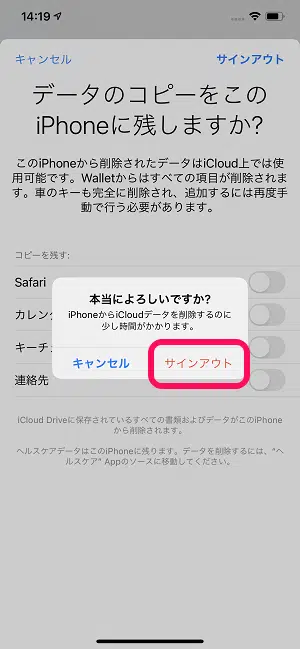 14:19
キャンセル サインアウト
データのコピーをこの
iPhoneに残しますか?
このiPhoneから削除されたデータはiCloud上では使
用可能です。Walletからはすべての項目が削除されま
す。車のキーも完全に削除され、追加するには再度手
動で行う必要があります。
コピーを残す:
Safari
本当によろしいですか?
iPhoneからiCloudデータを削除するのに
少し時間がかかります。
カレン
キーチ
キャンセル サインアウト
連絡先
iCloud Driveに保存されているすべての書類およびデータがこのiPhone
から削除されます。
ヘルスケアデータはこのiPhoneに残ります。データを削除するには、"ヘ
ルスケア" Appのソースに移動してください。